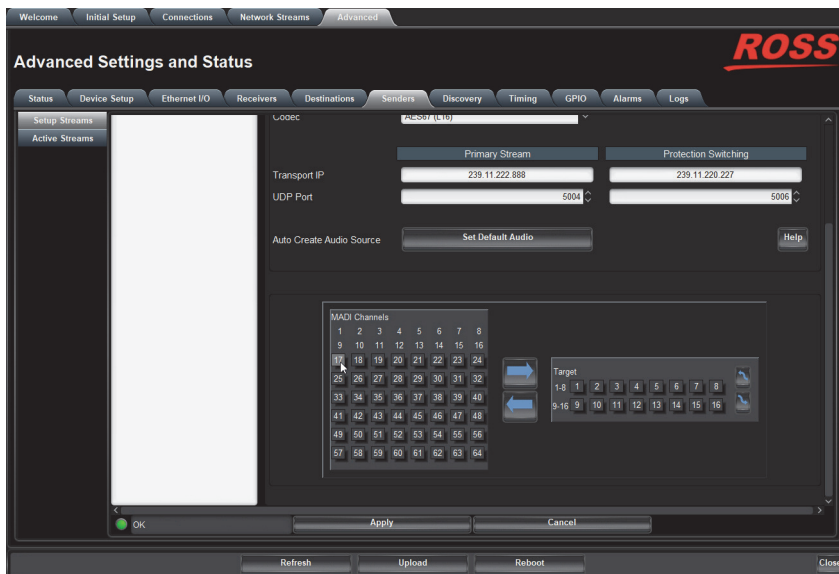 Welcome Initial Setup Connections Network Streams Advanced
Advanced Settings and Status
ROSS
Status Device Setup Ethernet I/O Receivers Destinations Senders Discovery Timing GPIO Alarms Logs
Setup Streams
Active Streams
Codec AES67 (L16)
Primary Stream Protection Switching
Transport IP 239.11.222.888 239.11.220.227
UDP Port 5004 5006
Auto Create Audio Source Set Default Audio Help
MADI Channels
1 2 3 4 5 6 7 8
9 10 11 12 13 14 15 16
17 18 19 20 21 22 23 24
25 26 27 28 29 30 31 32
33 34 35 36 37 38 39 40
41 42 43 44 45 46 47 48
49 50 51 52 53 54 55 56
57 58 59 60 61 62 63 64
Target
1-8 1 2 3 4 5 6 7 8
9-16 9 10 11 12 13 14 15 16
OK Apply Cancel
Refresh Upload Reboot Close